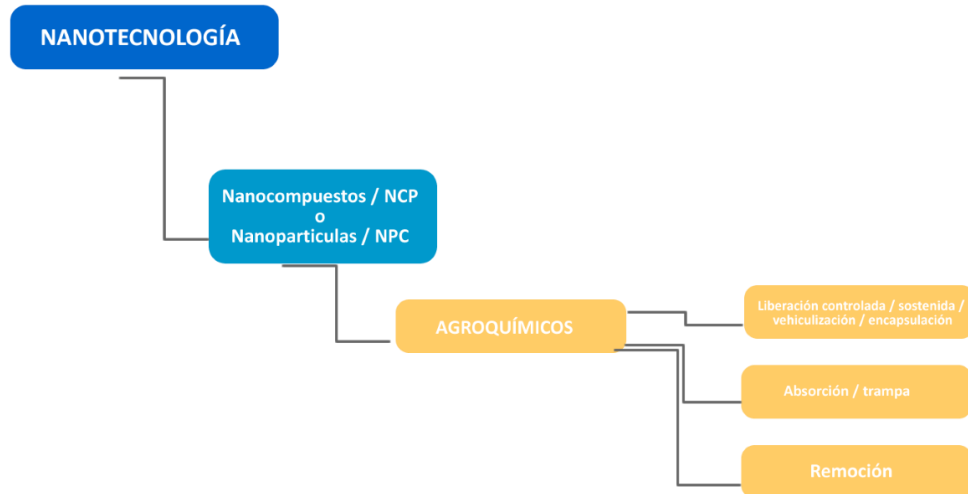 NANOTECNOLOGÍA
Nanocompuestos / NCP
o
Nanoparticulas / NPC
AGROQUÍMICOS
Liberación controlada / sostenida /
vehiculización / encapsulación
Absorción / trampa
Remoción